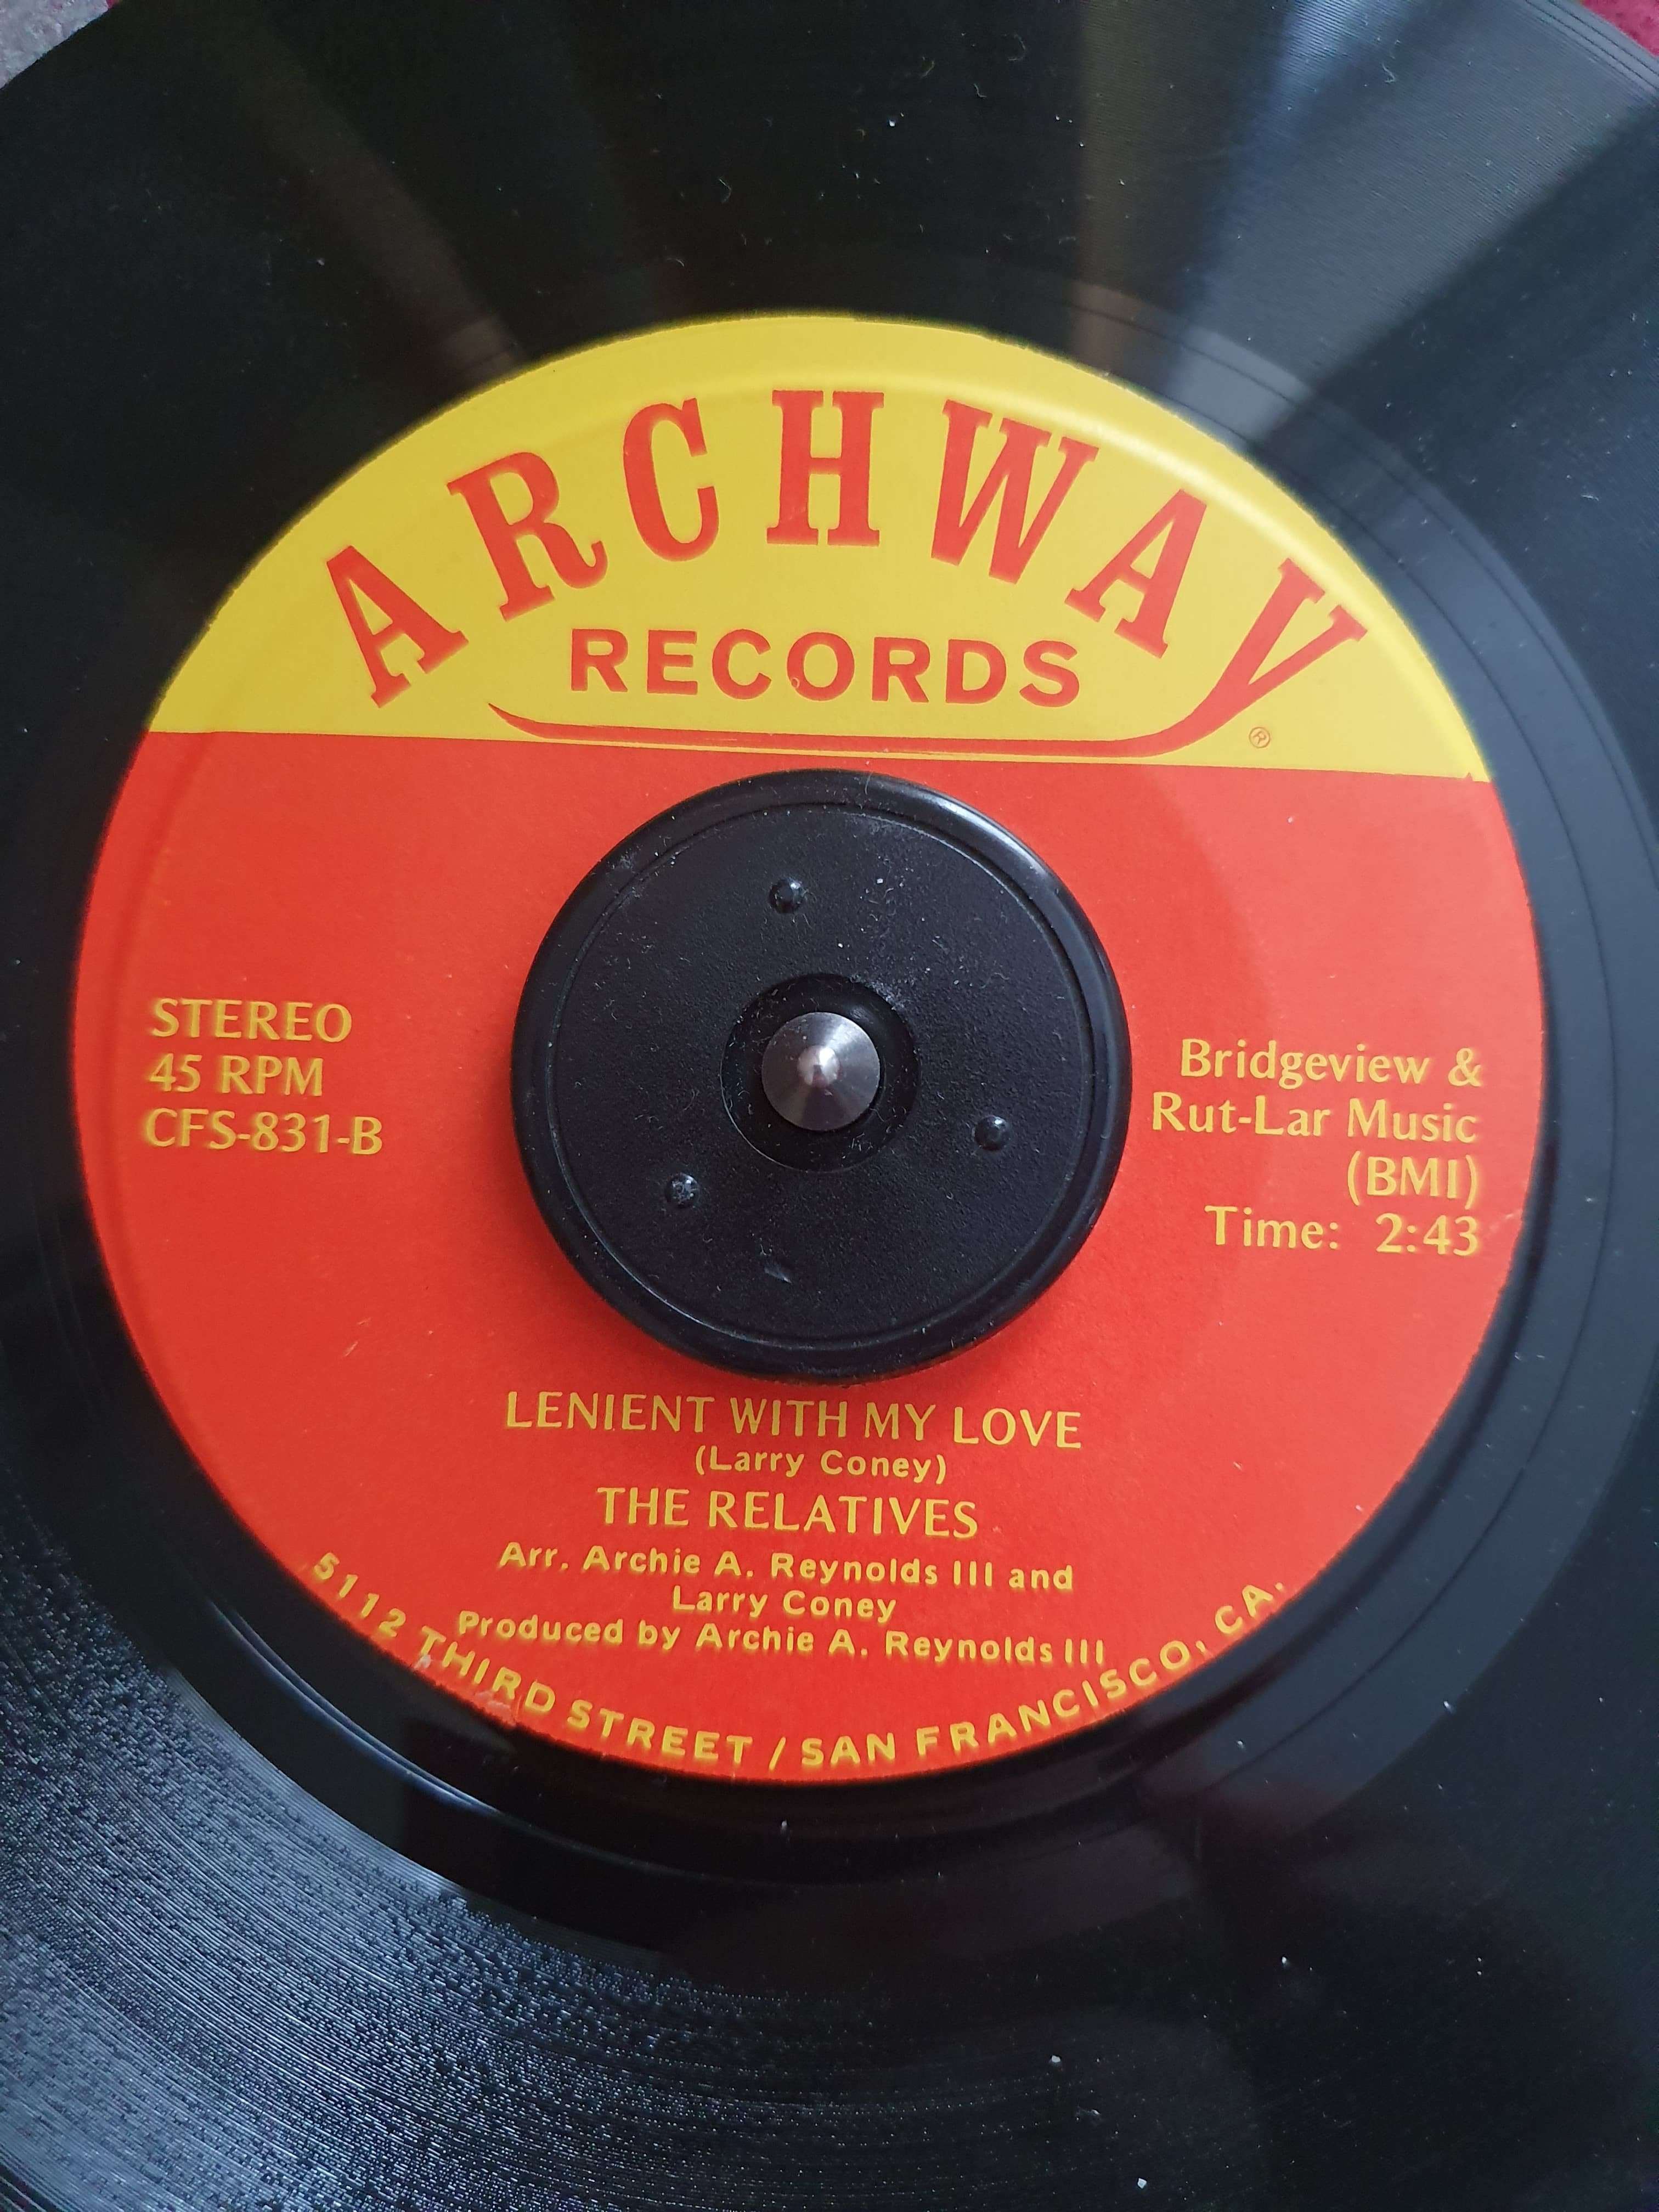 ARCHWAY
RECORDS
®
STEREO
45 RPM
CFS-831-B
Bridgeview &
Rut-Lar Music
(BMI)
Time: 2:43
LENIENT WITH MY LOVE
(Larry Coney)
THE RELATIVES
Arr. Archie A. Reynolds III and
Larry Coney
Produced by Archie A. Reynolds III
5112 THIRD STREET / SAN FRANCISCO, CA.